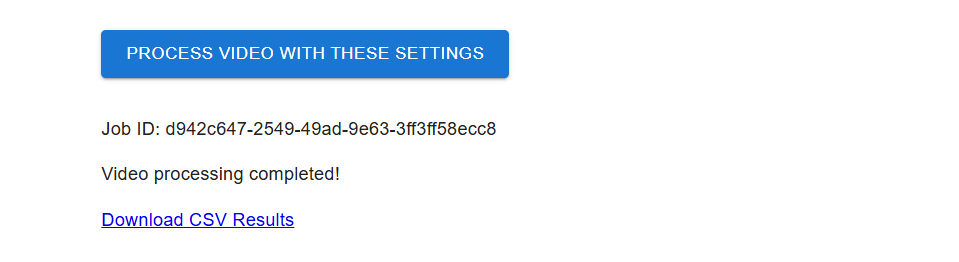 PROCESS VIDEO WITH THESE SETTINGS
Job ID: d942c647-2549-49ad-9e63-3ff3ff58ecc8
Video processing completed!
Download CSV Results